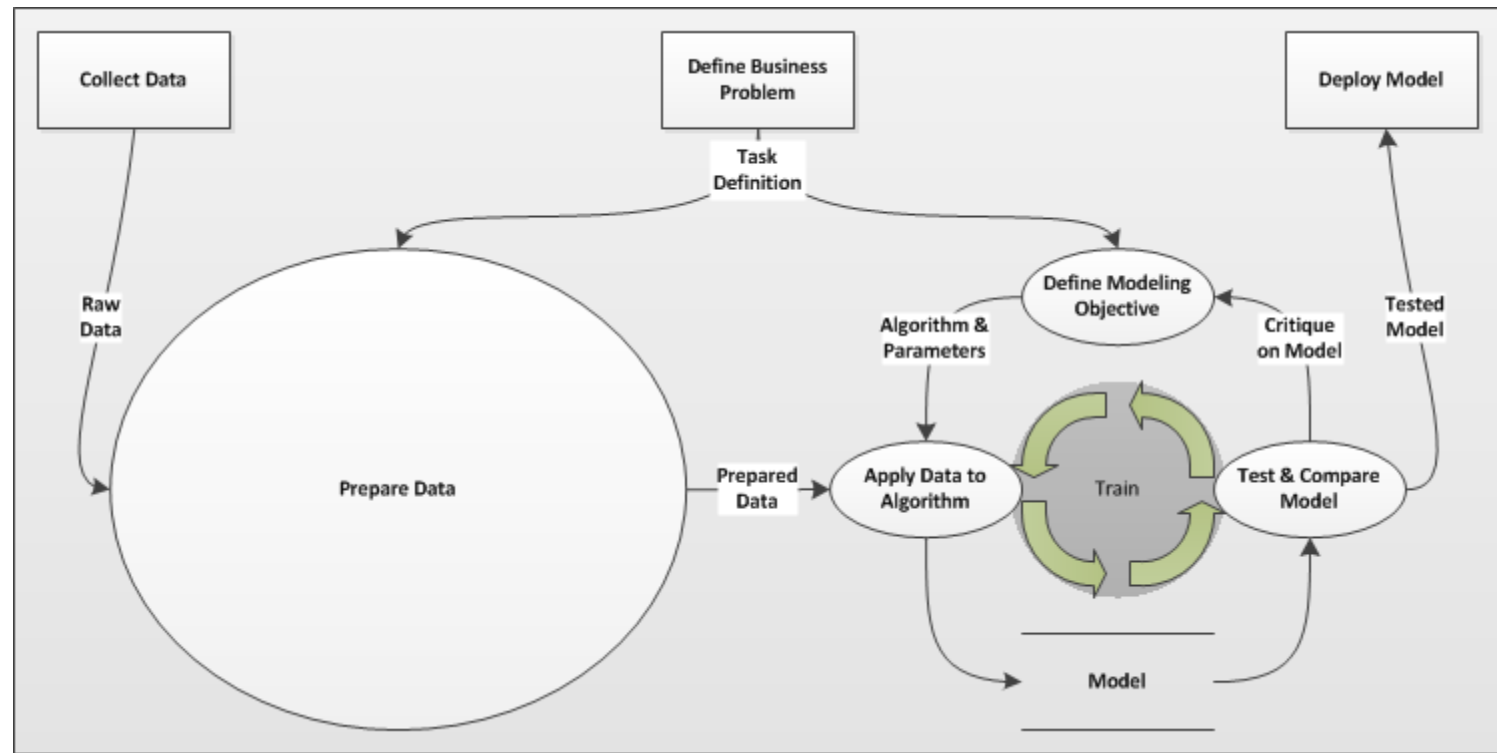 Collect Data
Define Business
Problem
Deploy Model
Task
Definition
Raw
Data
Define Modeling
Objective
Algorithm &
Parameters
Critique
on Model
Tested
Model
Prepare Data
Prepared
Data
Apply Data to
Algorithm
Train
Test & Compare
Model
Model